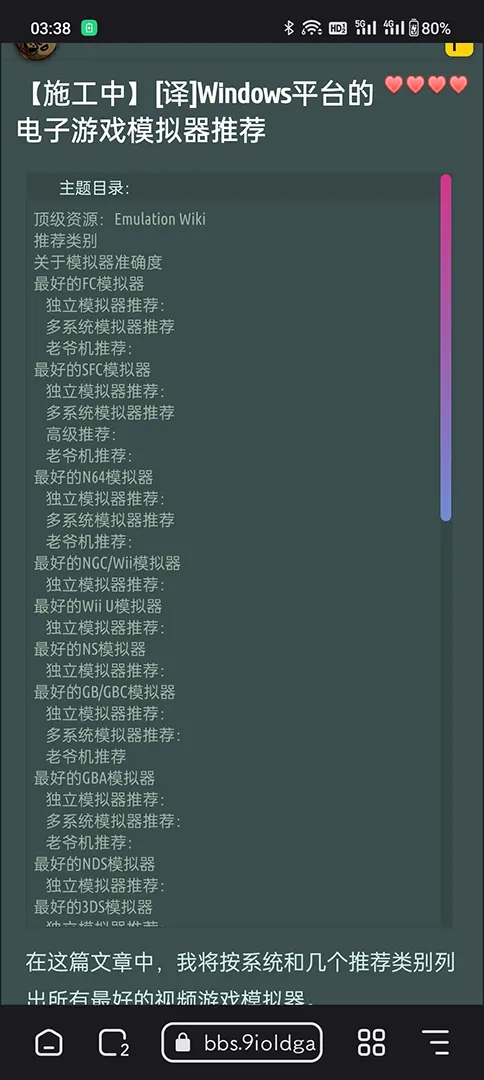 03:38
HD2 5G 4G 80%
【施工中】[译]Windows平台的
电子游戏模拟器推荐
主题目录:
顶级资源: Emulation Wiki
推荐类别
关于模拟器准确度
最好的FC模拟器
独立模拟器推荐:
多系统模拟器推荐
老爷机推荐:
最好的SFC模拟器
独立模拟器推荐:
多系统模拟器推荐
高级推荐:
老爷机推荐:
最好的N64模拟器
独立模拟器推荐:
多系统模拟器推荐
老爷机推荐:
最好的NGC/Wii模拟器
独立模拟器推荐:
最好的Wii U模拟器
独立模拟器推荐:
最好的NS模拟器
独立模拟器推荐:
最好的GB/GBC模拟器
独立模拟器推荐:
多系统模拟器推荐:
老爷机推荐
最好的GBA模拟器
独立模拟器推荐:
多系统模拟器推荐:
老爷机推荐:
最好的NDS模拟器
独立模拟器推荐:
最好的3DS模拟器
独立模拟器推荐:
在这篇文章中，我将按系统和几个推荐类别列
出所有最好的视频游戏模拟器。
2
bbs.9ioldga